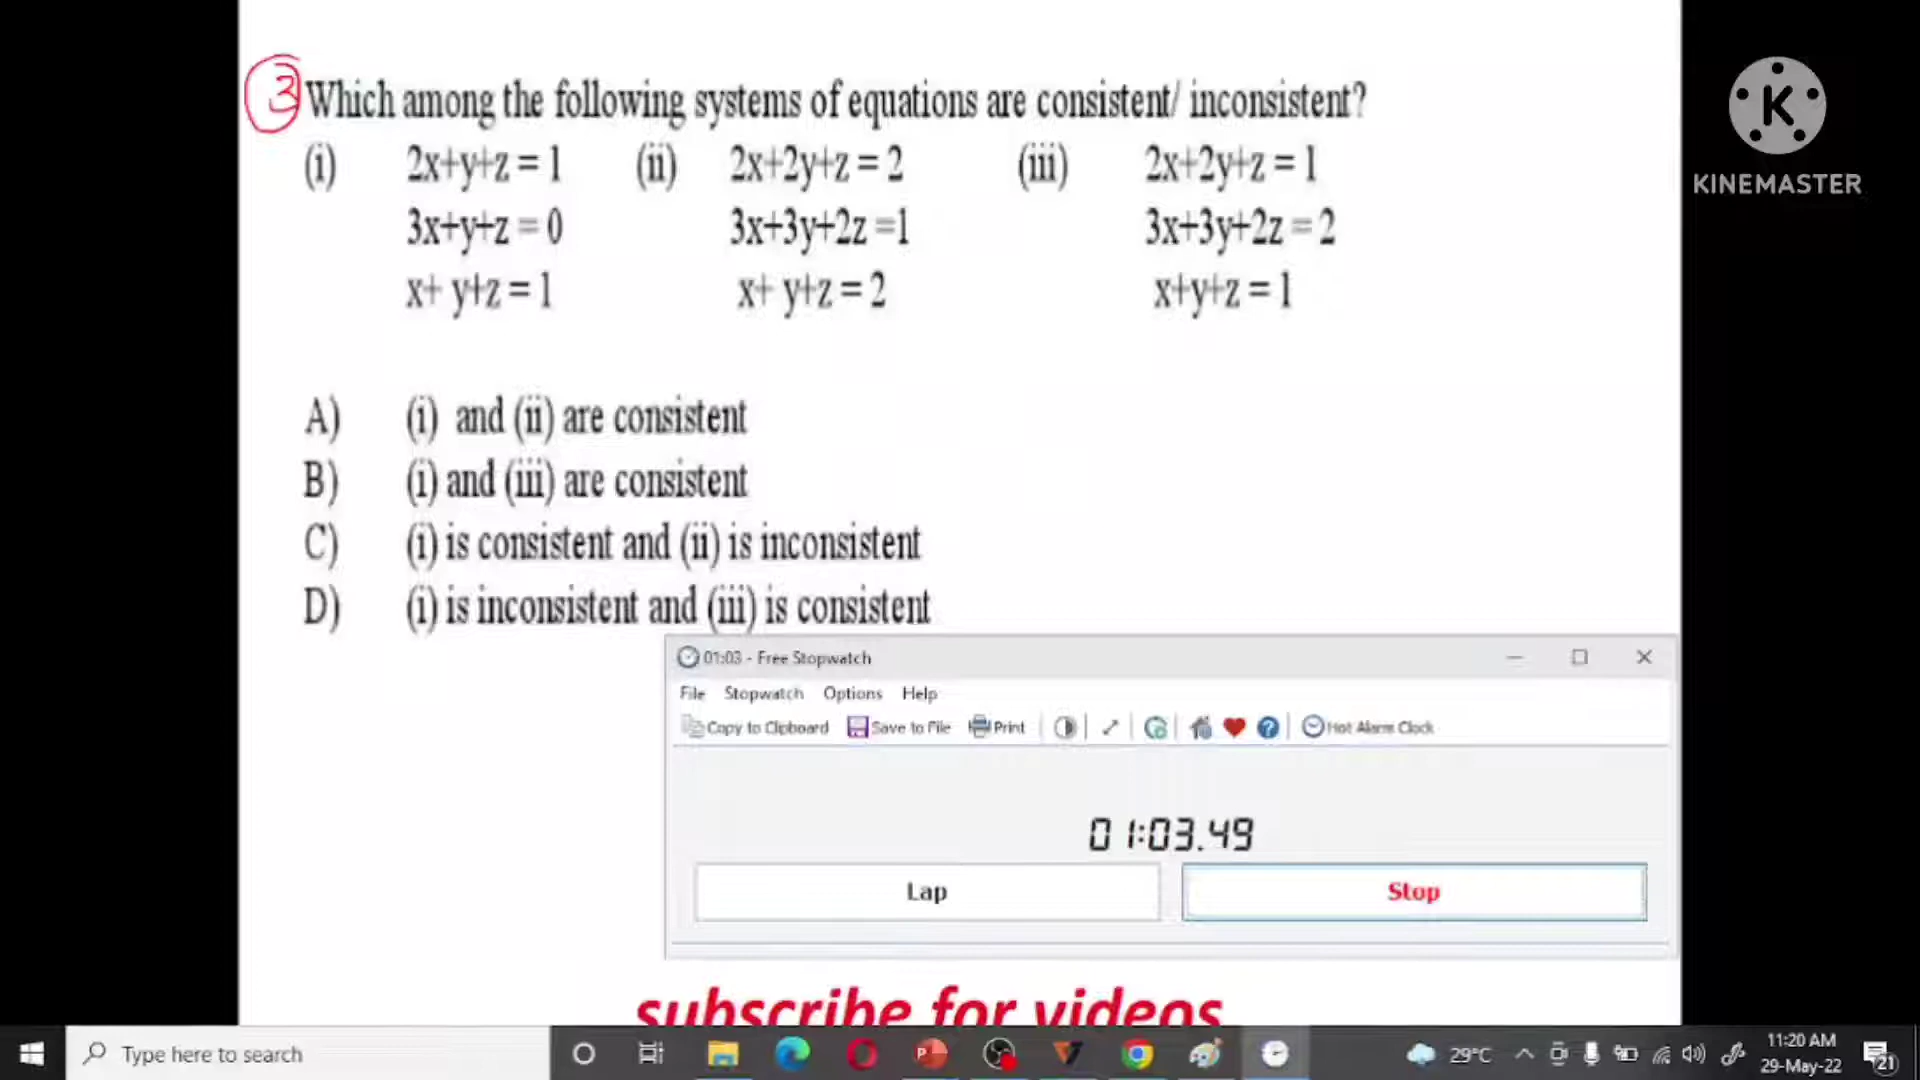 3 Which among the following systems of equations are consistent/ inconsistent?
(i) 2x+y+z = 1 (ii) 2x+2y+z = 2 (iii) 2x+2y+z = 1
3x+y+z = 0 3x+3y+2z =1 3x+3y+2z = 2
x+ y+z = 1 x+ y+z = 2 x+y+z = 1
A) (i) and (ii) are consistent
B) (i) and (iii) are consistent
C) (i) is consistent and (ii) is inconsistent
D) (i) is inconsistent and (iii) is consistent
K
KINEMASTER
01:03 - Free Stopwatch
File Stopwatch Options Help
Copy to Clipboard Save to File Print Hot Alarm Clock
01:03.49
Lap Stop
subscribe for videos
Type here to search
29°C
11:20 AM
29-May-22
21